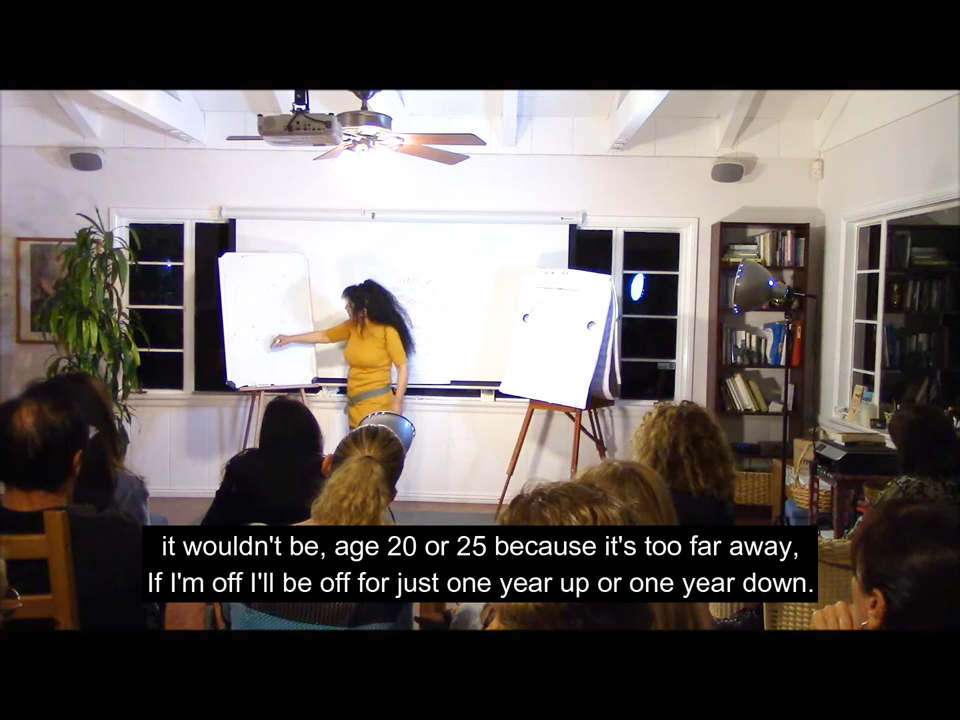 it wouldn't be, age 20 or 25 because it's too far away,
If I'm off I'll be off for just one year up or one year down.